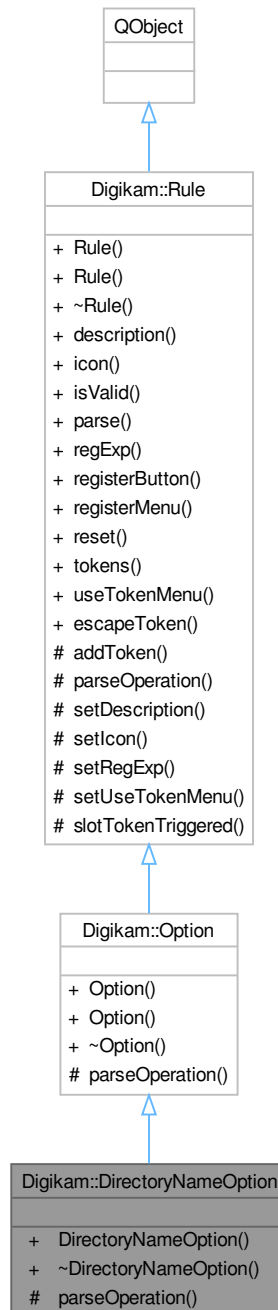 QObject
Digikam::Rule
+ Rule()
+ Rule()
+ ~Rule()
+ description()
+ icon()
+ isValid()
+ parse()
+ regExp()
+ registerButton()
+ registerMenu()
+ reset()
+ tokens()
+ useTokenMenu()
+ escapeToken()
# addToken()
# parseOperation()
# setDescription()
# setIcon()
# setRegExp()
# setUseTokenMenu()
# slotTokenTriggered()
Digikam::Option
+ Option()
+ Option()
+ ~Option()
# parseOperation()
Digikam::DirectoryNameOption
+ DirectoryNameOption()
+ ~DirectoryNameOption()
# parseOperation()